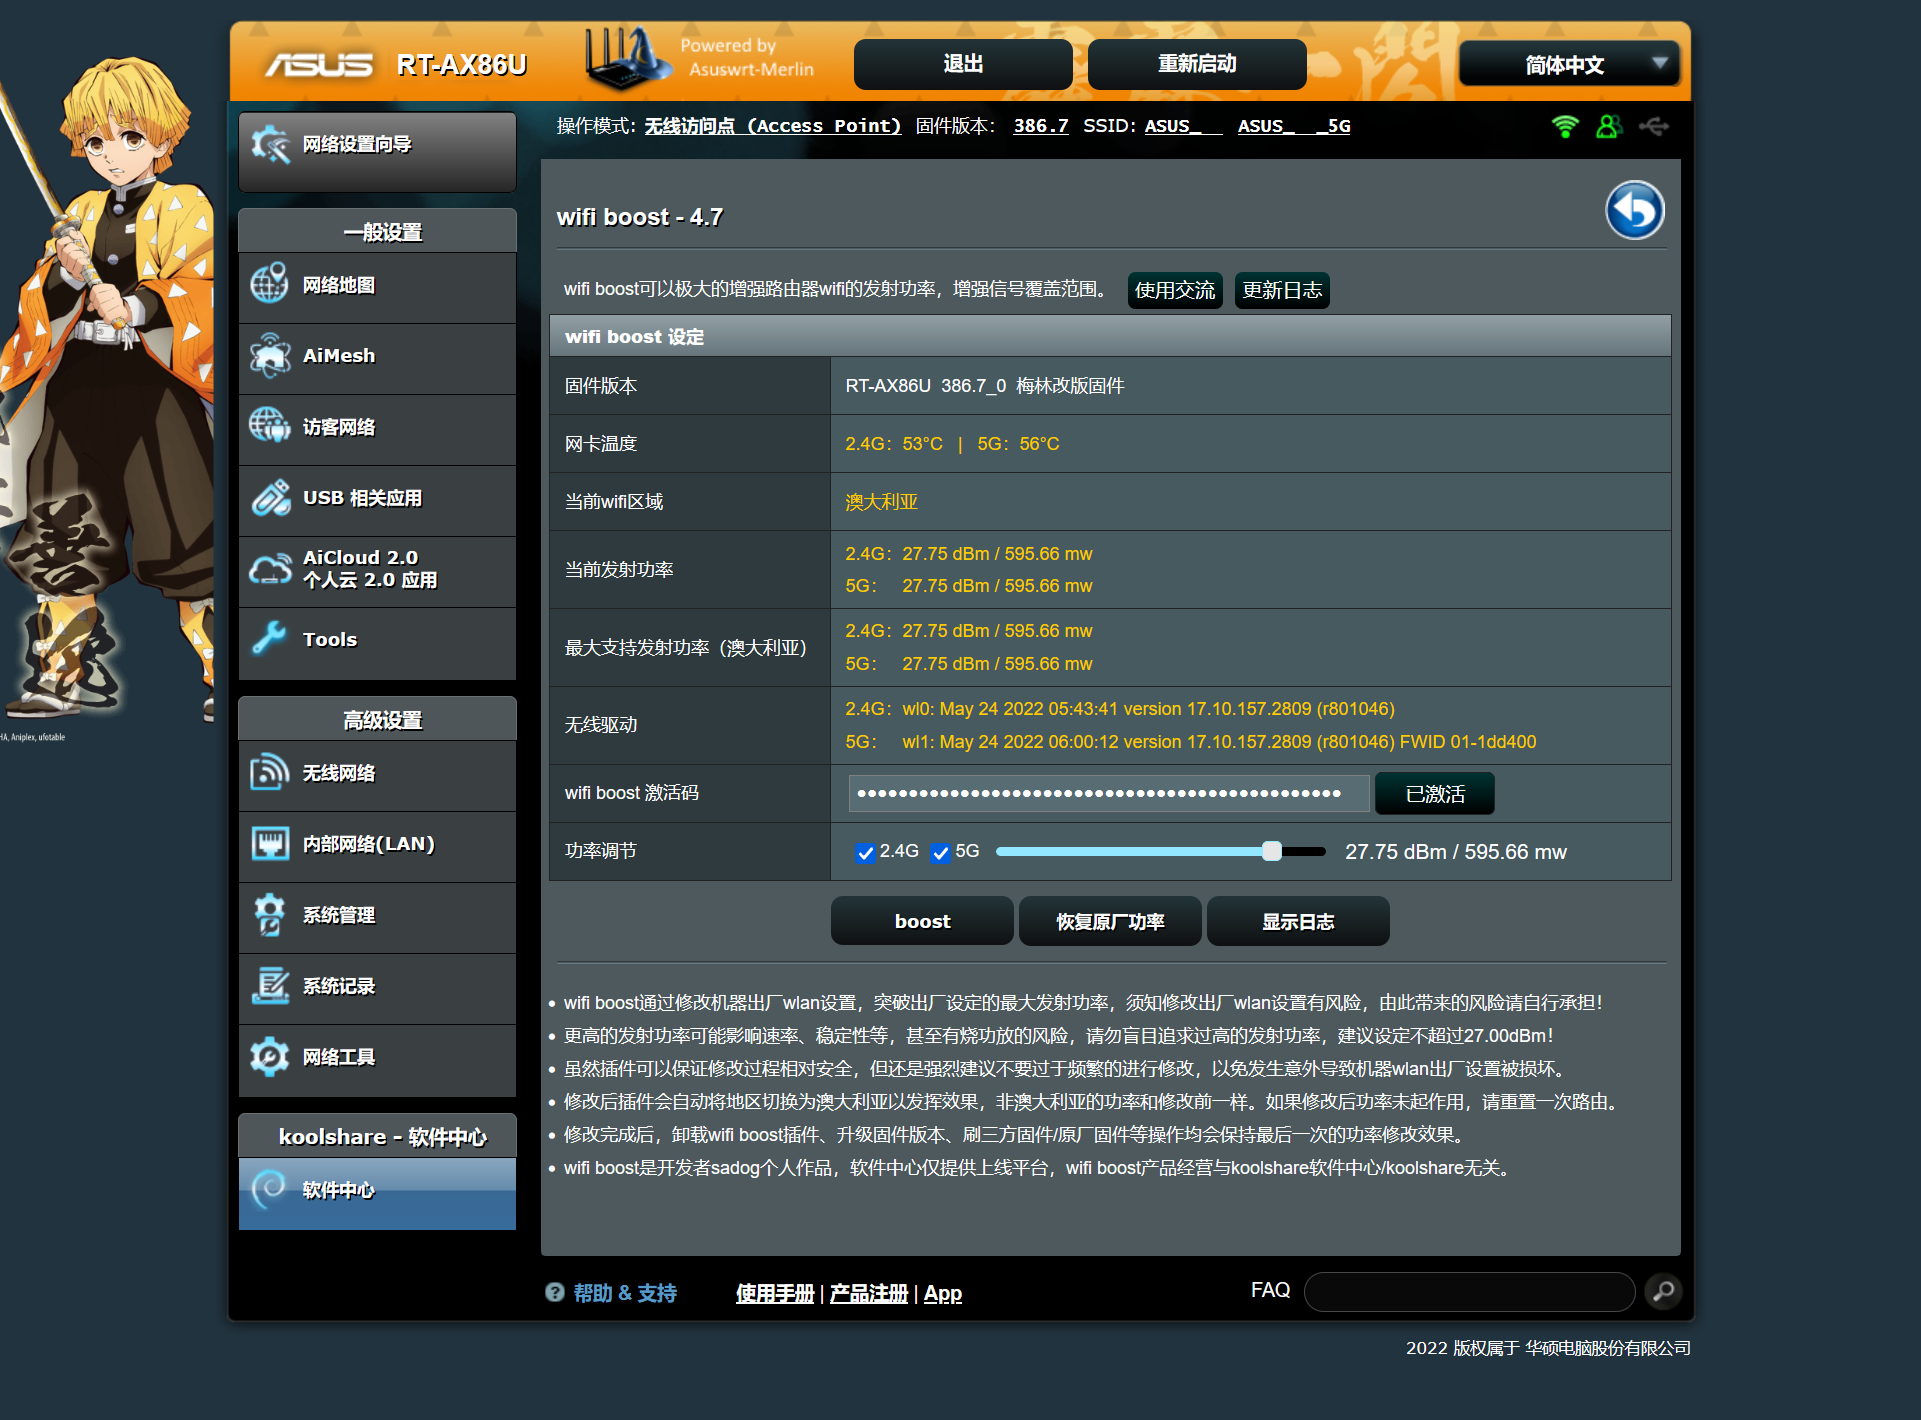 ASUS RT-AX86U
Powered by
Asuswrt-Merlin
退出
重新启动
简体中文
操作模式: 无线访问点 (Access Point) 固件版本: 386.7 SSID: ASUS_ ASUS_ _5G
网络设置向导
一般设置
网络地图
AiMesh
访客网络
USB 相关应用
AiCloud 2.0
个人云 2.0 应用
Tools
高级设置
无线网络
内部网络(LAN)
系统管理
系统记录
网络工具
koolshare - 软件中心
软件中心
wifi boost - 4.7
wifi boost可以极大的增强路由器wifi的发射功率，增强信号覆盖范围。 使用交流 更新日志
wifi boost 设定
固件版本 RT-AX86U 386.7_0 梅林改版固件
网卡温度 2.4G：53°C | 5G：56°C
当前wifi区域 澳大利亚
当前发射功率
2.4G：27.75 dBm / 595.66 mw
5G： 27.75 dBm / 595.66 mw
最大支持发射功率（澳大利亚）
2.4G：27.75 dBm / 595.66 mw
5G： 27.75 dBm / 595.66 mw
无线驱动
2.4G：wl0: May 24 2022 05:43:41 version 17.10.157.2809 (r801046)
5G： wl1: May 24 2022 06:00:12 version 17.10.157.2809 (r801046) FWID 01-1dd400
wifi boost 激活码 已激活
功率调节 2.4G 5G 27.75 dBm / 595.66 mw
boost
恢复原厂功率
显示日志
• wifi boost通过修改机器出厂wlan设置，突破出厂设定的最大发射功率，须知修改出厂wlan设置有风险，由此带来的风险请自行承担！
• 更高的发射功率可能影响速率、稳定性等，甚至有烧功放的风险，请勿盲目追求过高的发射功率，建议设定不超过27.00dBm！
• 虽然插件可以保证修改过程相对安全，但还是强烈建议不要过于频繁的进行修改，以免发生意外导致机器wlan出厂设置被损坏。
• 修改后插件会自动将地区切换为澳大利亚以发挥效果，非澳大利亚的功率和修改前一样。如果修改后功率未起作用，请重置一次路由。
• 修改完成后，卸载wifi boost插件、升级固件版本、刷三方固件/原厂固件等操作均会保持最后一次的功率修改效果。
• wifi boost是开发者sadog个人作品，软件中心仅提供上线平台，wifi boost产品经营与koolshare软件中心/koolshare无关。
帮助 & 支持
使用手册 | 产品注册 | App
FAQ
2022 版权属于 华硕电脑股份有限公司
善
HA, Aniplex, ufotable